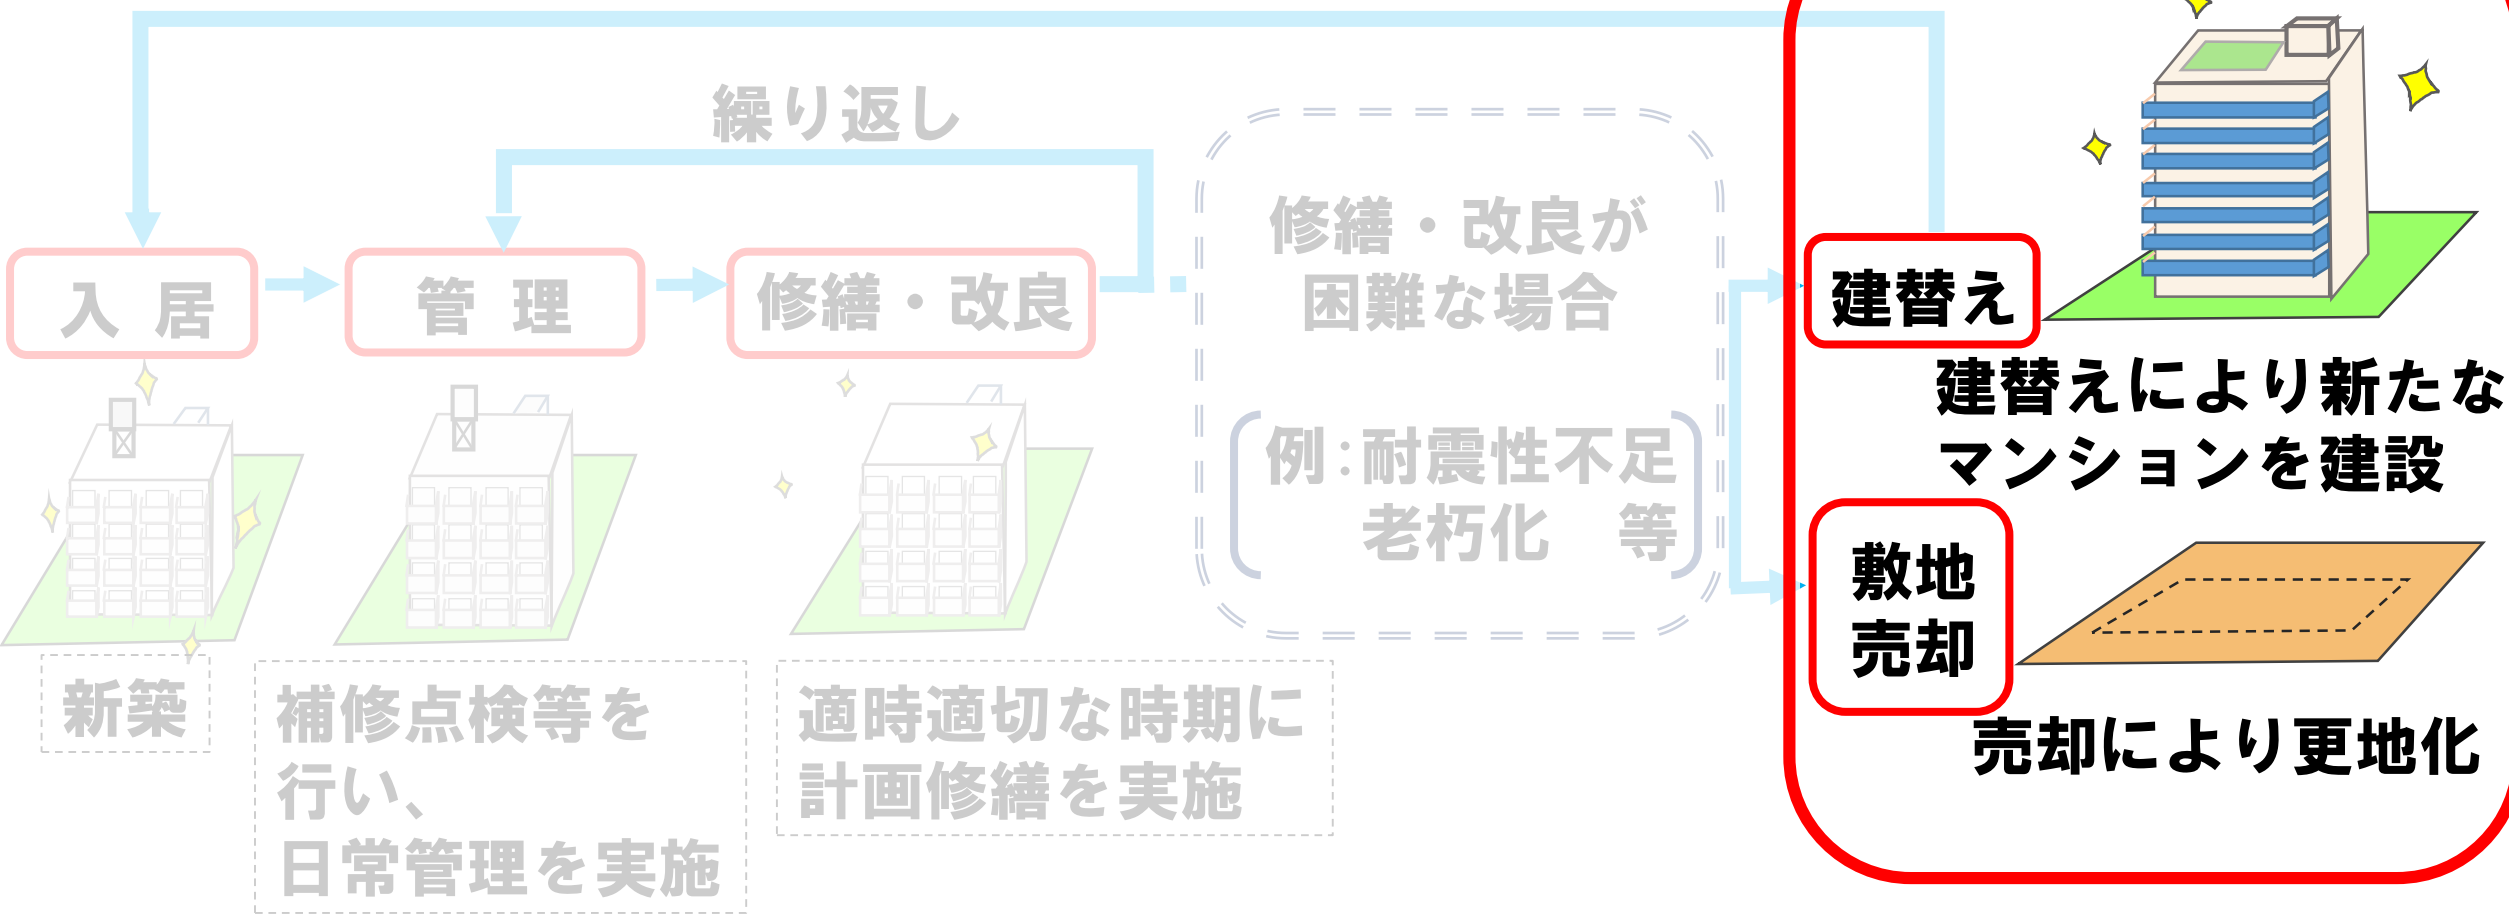 繰り返し
入居
管理
修繕・改良
修繕・改良が
困難な場合
例：耐震性不足
老朽化　等
建替え
建替えにより新たな
マンションを建設
敷地
売却
売却により更地化
新築
補修点検等を
行い、
日常管理を実施
適時適切な時期に
計画修繕を実施